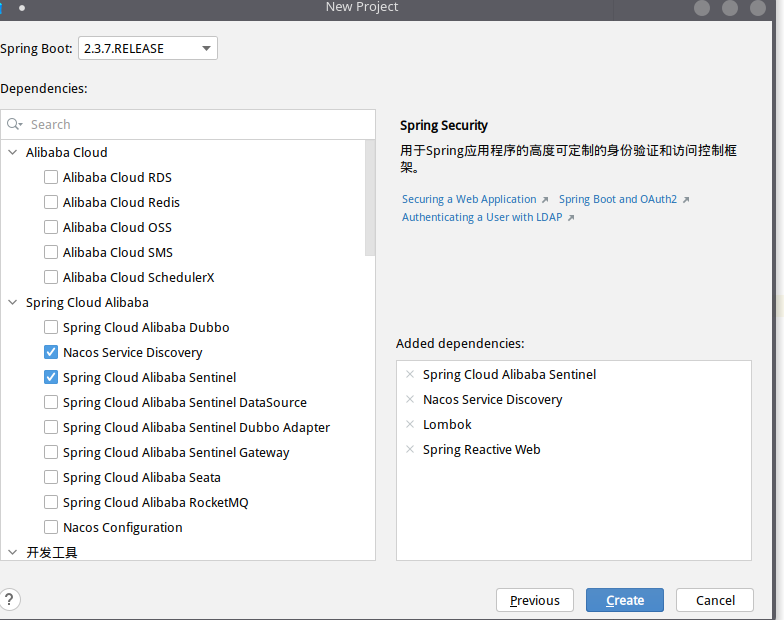 New Project
Spring Boot: 2.3.7.RELEASE
Dependencies:
Search
Alibaba Cloud
Alibaba Cloud RDS
Alibaba Cloud Redis
Alibaba Cloud OSS
Alibaba Cloud SMS
Alibaba Cloud SchedulerX
Spring Cloud Alibaba
Spring Cloud Alibaba Dubbo
Nacos Service Discovery
Spring Cloud Alibaba Sentinel
Spring Cloud Alibaba Sentinel DataSource
Spring Cloud Alibaba Sentinel Dubbo Adapter
Spring Cloud Alibaba Sentinel Gateway
Spring Cloud Alibaba Seata
Spring Cloud Alibaba RocketMQ
Nacos Configuration
开发工具
Spring Security
用于Spring应用程序的高度可定制的身份验证和访问控制框
架。
Securing a Web Application Spring Boot and OAuth2
Authenticating a User with LDAP
Added dependencies:
Spring Cloud Alibaba Sentinel
Nacos Service Discovery
Lombok
Spring Reactive Web
?
Previous Create Cancel